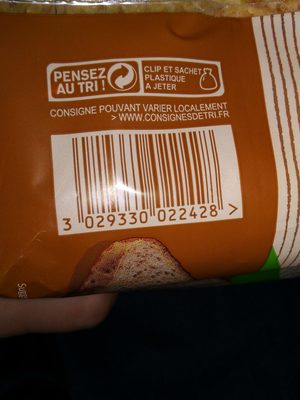 PENSEZ
AU TRI !
CLIP ET SACHET
PLASTIQUE
A JETER
CONSIGNE POUVANT VARIER LOCALEMENT
> WWW.CONSIGNESDETRI.FR
3 029330 022428 >